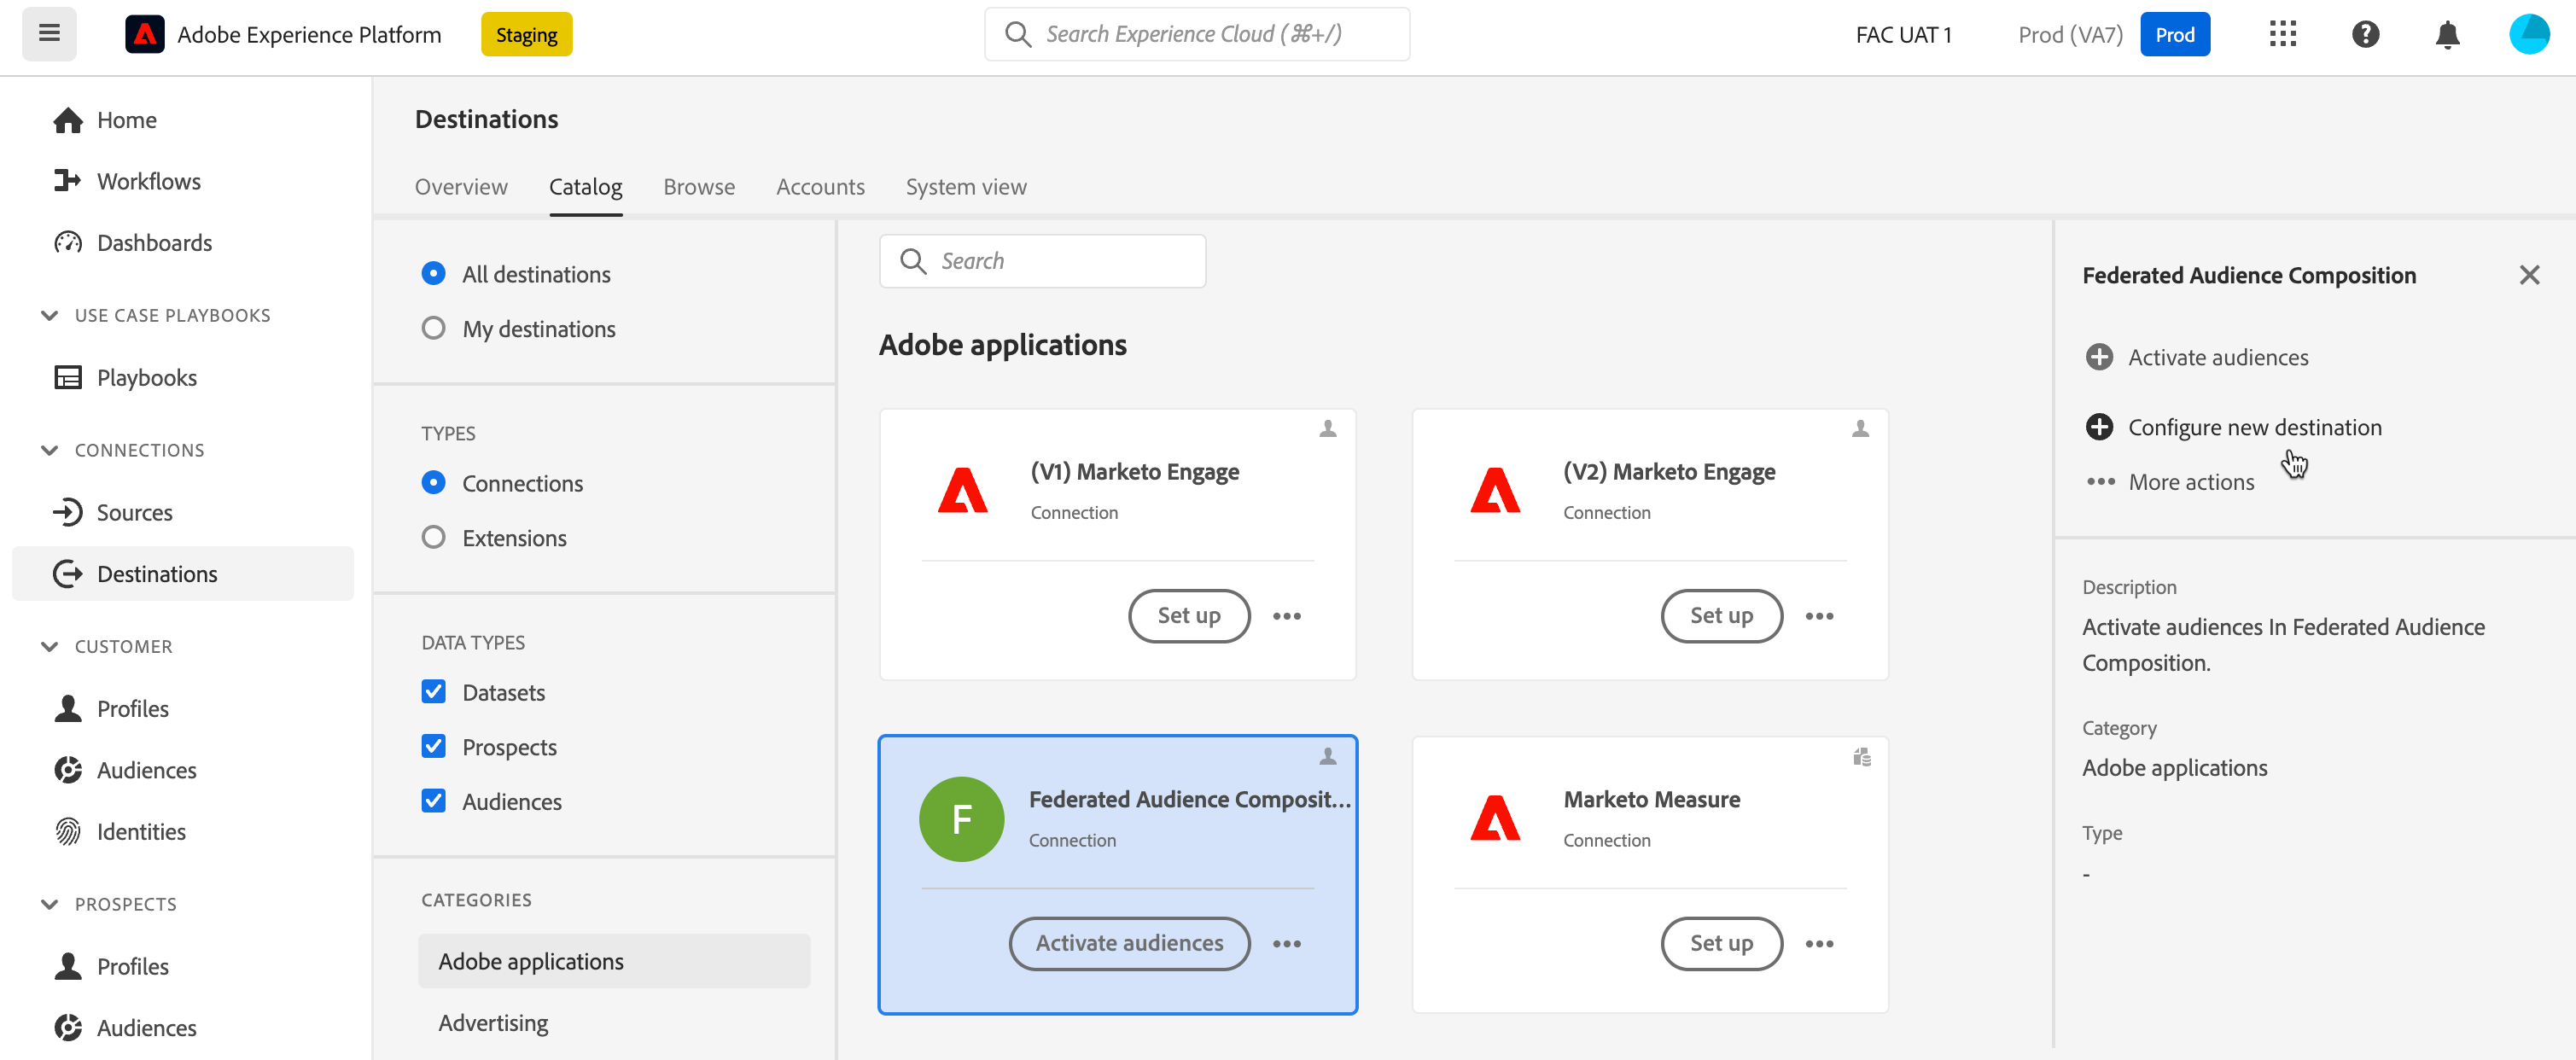 Adobe Experience Platform
Staging
Search Experience Cloud (⌘+/)
FAC UAT 1
Prod (VA7)
Prod
Home
Workflows
Dashboards
USE CASE PLAYBOOKS
Playbooks
CONNECTIONS
Sources
Destinations
CUSTOMER
Profiles
Audiences
Identities
PROSPECTS
Profiles
Audiences
Destinations
Overview
Catalog
Browse
Accounts
System view
All destinations
My destinations
TYPES
Connections
Extensions
DATA TYPES
Datasets
Prospects
Audiences
CATEGORIES
Adobe applications
Advertising
Search
Adobe applications
(V1) Marketo Engage
Connection
Set up
(V2) Marketo Engage
Connection
Set up
F
Federated Audience Composit...
Connection
Activate audiences
Marketo Measure
Connection
Set up
Federated Audience Composition
Activate audiences
Configure new destination
More actions
Description
Activate audiences In Federated Audience
Composition.
Category
Adobe applications
Type
-